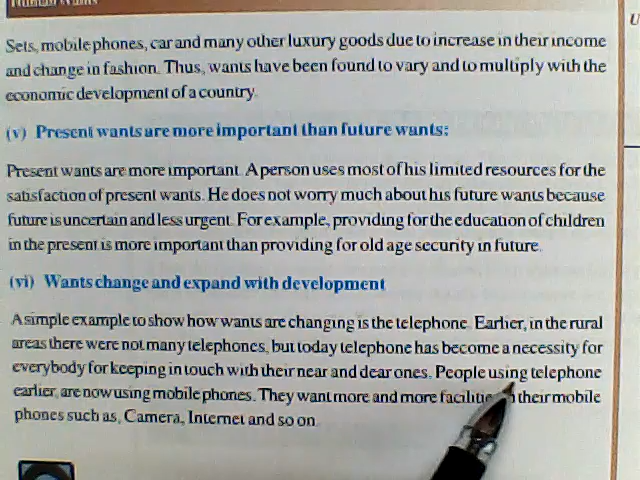 Human Wants
Sets, mobile phones, car and many other luxury goods due to increase in their income
and change in fashion. Thus, wants have been found to vary and to multiply with the
economic development of a country.
(v) Present wants are more important than future wants:
Present wants are more important. A person uses most of his limited resources for the
satisfaction of present wants. He does not worry much about his future wants because
future is uncertain and less urgent. For example, providing for the education of children
in the present is more important than providing for old age security in future.
(vi) Wants change and expand with development
A simple example to show how wants are changing is the telephone. Earlier, in the rural
areas there were not many telephones, but today telephone has become a necessity for
everybody for keeping in touch with their near and dear ones. People using telephone
earlier, are now using mobile phones. They want more and more their mobile
phones such as, Camera, Internet and so on.